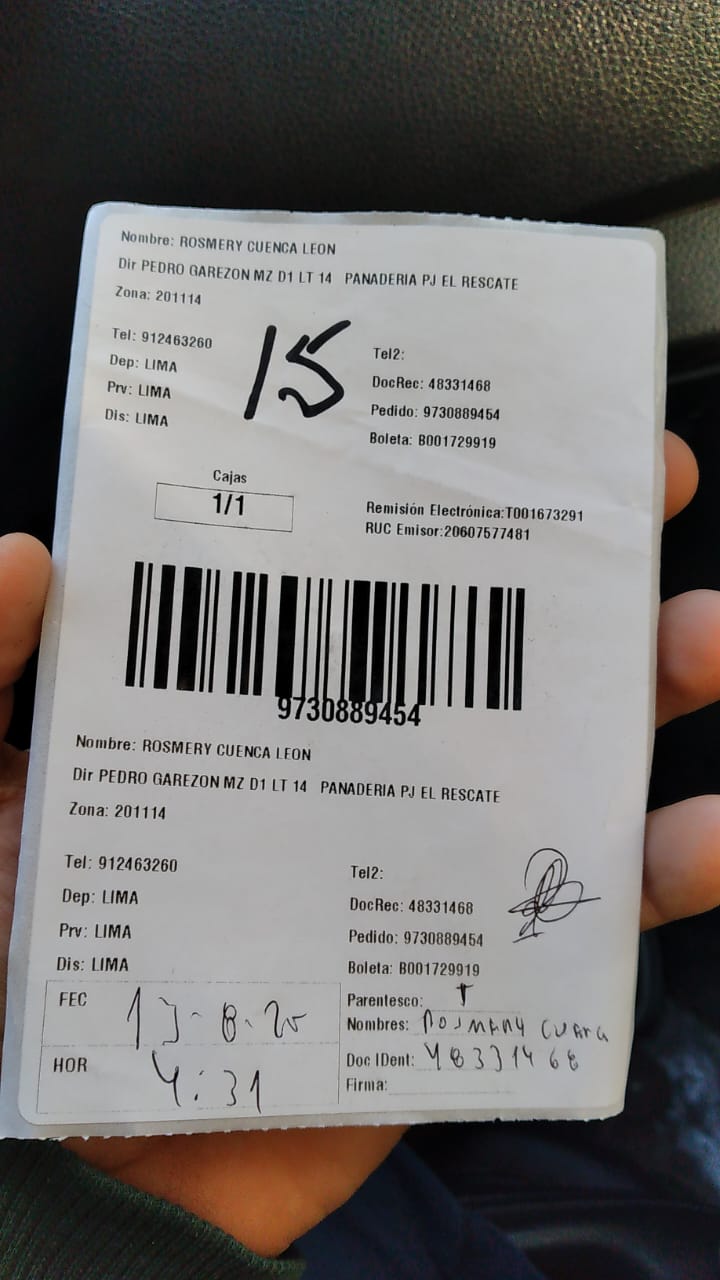 Nombre: ROSMERY CUENCA LEON
Dir PEDRO GAREZON MZ D1 LT 14 PANADERIA PJ EL RESCATE
Zona: 201114
Tel: 912463260
Dep: LIMA
Prv: LIMA
Dis: LIMA
15
Tel2:
DocRec: 48331468
Pedido: 9730889454
Boleta: B001729919
Cajas
1/1
Remisión Electrónica:T001673291
RUC Emisor:20607577481
9730889454
Nombre: ROSMERY CUENCA LEON
Dir PEDRO GAREZON MZ D1 LT 14 PANADERIA PJ EL RESCATE
Zona: 201114
Tel: 912463260
Dep: LIMA
Prv: LIMA
Dis: LIMA
Tel2:
DocRec: 48331468
Pedido: 9730889454
Boleta: B001729919
FEC
HOR 4:31
Parentesco: T
Nombres:
Doc IDent: 48331468
Firma: